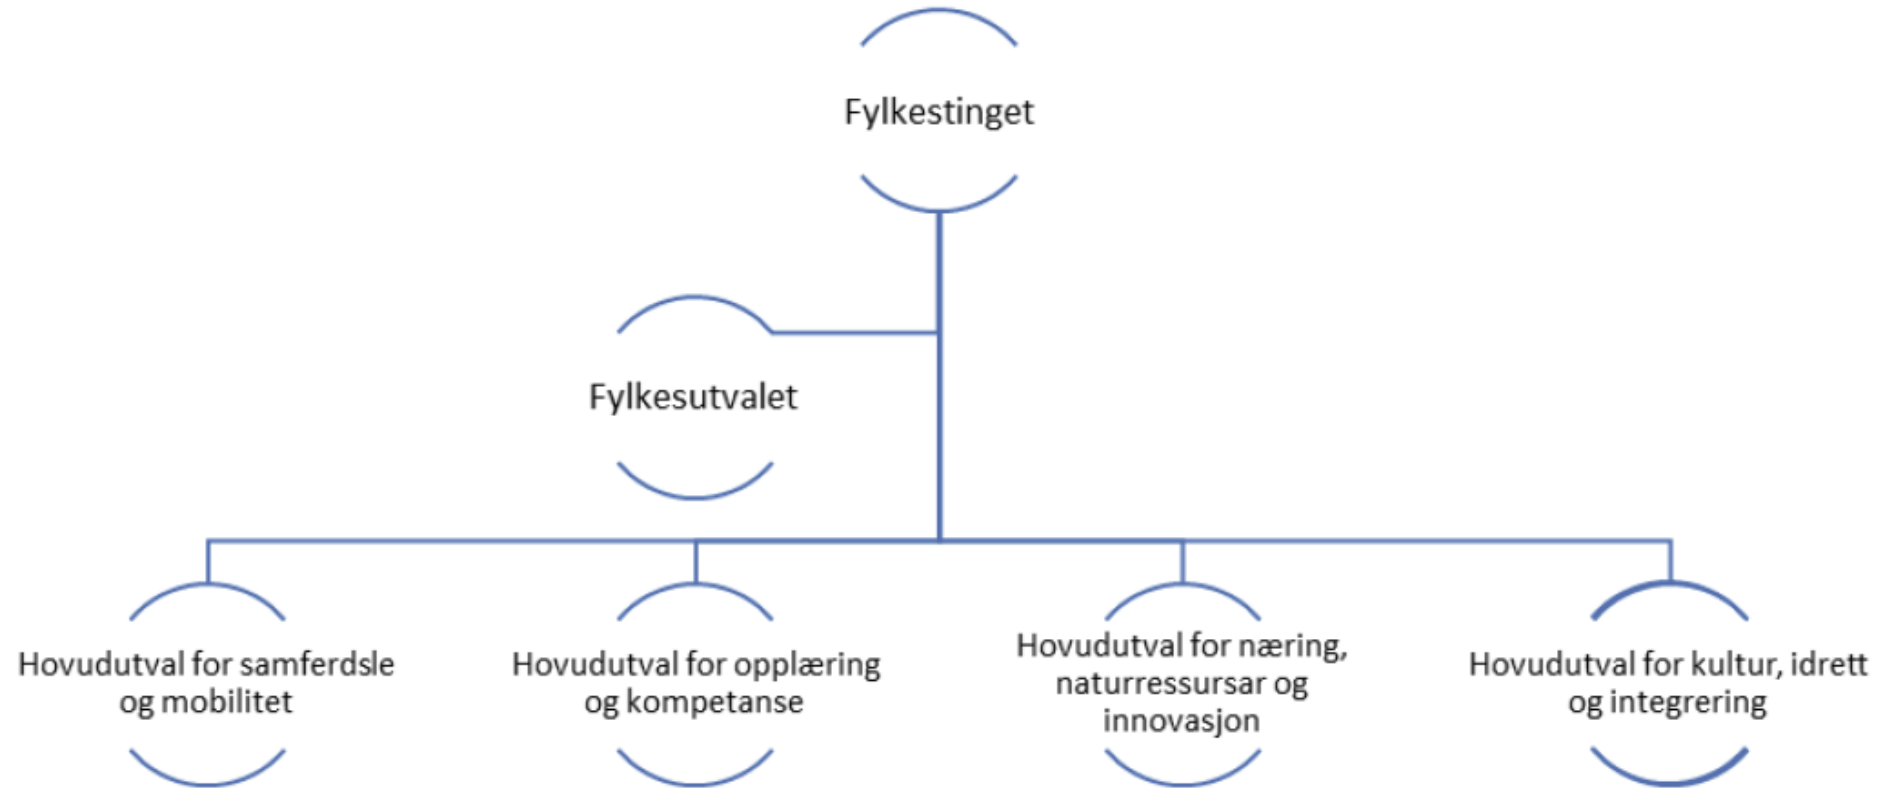 Fylkestinget
Fylkesutvalet
Hovudutval for samferdsle
og mobilitet
Hovudutval for opplæring
og kompetanse
Hovudutval for næring,
naturressursar og
innovasjon
Hovudutval for kultur, idrett
og integrering